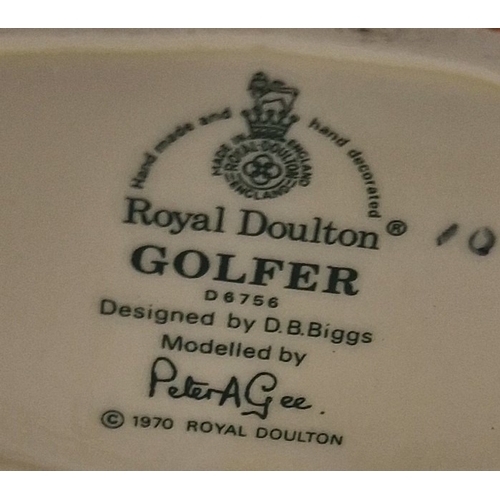 Hand made and hand decorated
MADE IN ENGLAND
ROYAL·DOULTON
ENGLAND
Royal Doulton®
GOLFER
D6756
Designed by D.B.Biggs
Modelled by
Peter A Gee.
© 1970 ROYAL DOULTON
10